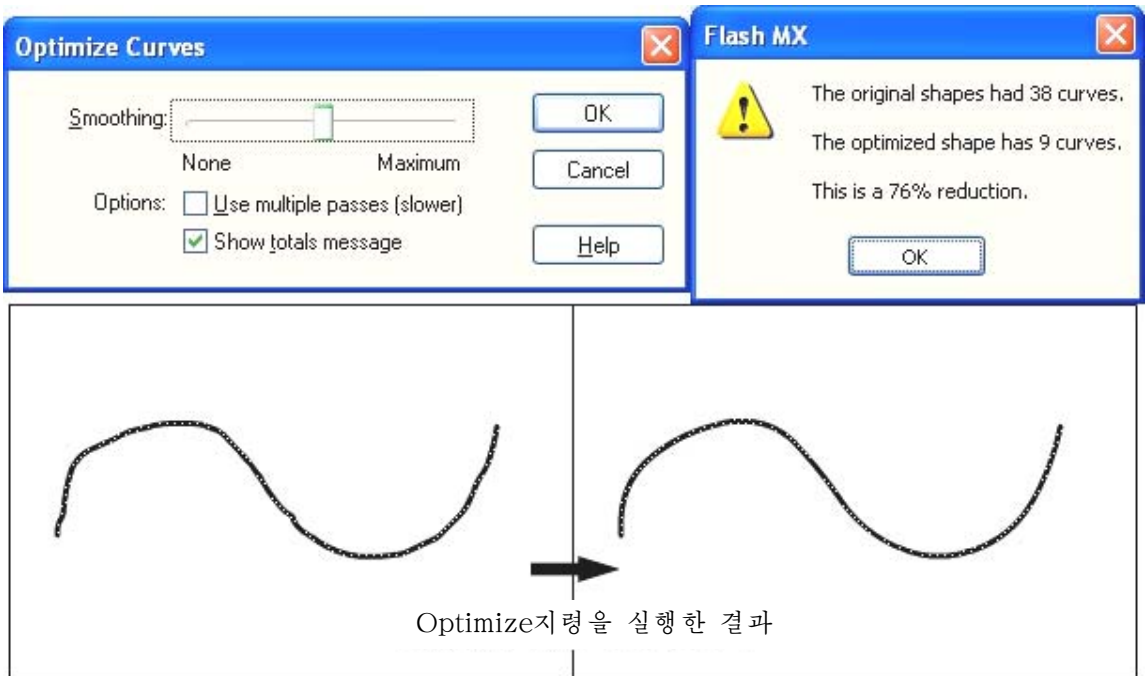 Optimize Curves
Smoothing:
None Maximum
Options: Use multiple passes (slower)
Show totals message
OK
Cancel
Help
Flash MX
The original shapes had 38 curves.
The optimized shape has 9 curves.
This is a 76% reduction.
OK
Optimize지령을 실행한 결과